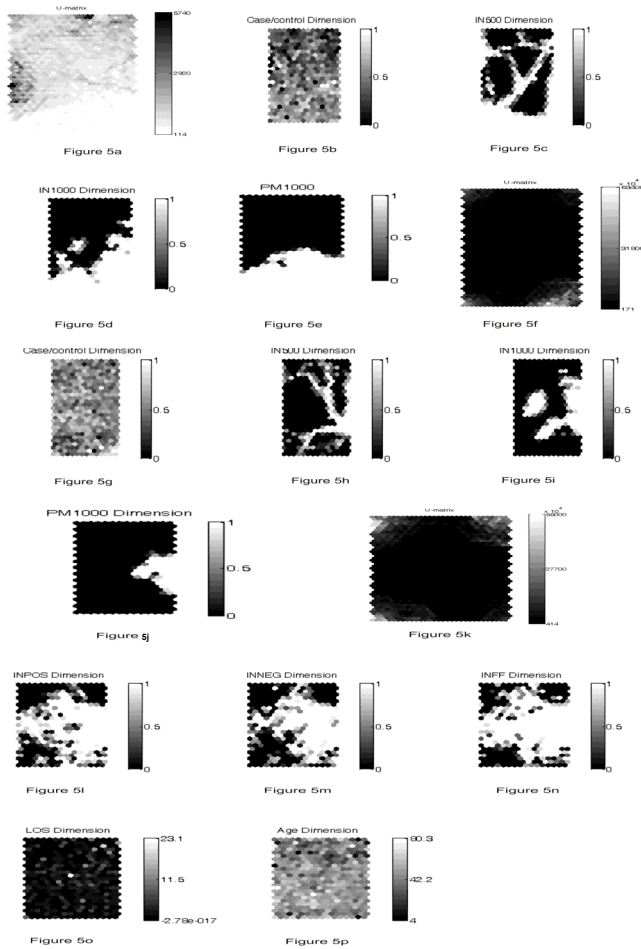 U-matrix
5740
2920
114
Figure 5a
Case/control Dimension
1
0.5
0
Figure 5b
IN500 Dimension
1
0.5
0
Figure 5c
IN1000 Dimension
1
0.5
0
Figure 5d
PM1000
1
0.5
0
Figure 5e
U-matrix
x 10^4
171
Figure 5f
Case/control Dimension
1
0.5
0
Figure 5g
IN500 Dimension
1
0.5
0
Figure 5h
IN1000 Dimension
1
0.5
0
Figure 5i
PM1000 Dimension
1
0.5
0
Figure 5j
U-matrix
x 10^4
27700
414
Figure 5k
INPOS Dimension
1
0.5
0
Figure 5l
INNEG Dimension
1
0.5
0
Figure 5m
INFF Dimension
1
0.5
0
Figure 5n
LOS Dimension
23.1
11.5
-2.78e-017
Figure 5o
Age Dimension
80.3
42.2
4
Figure 5p